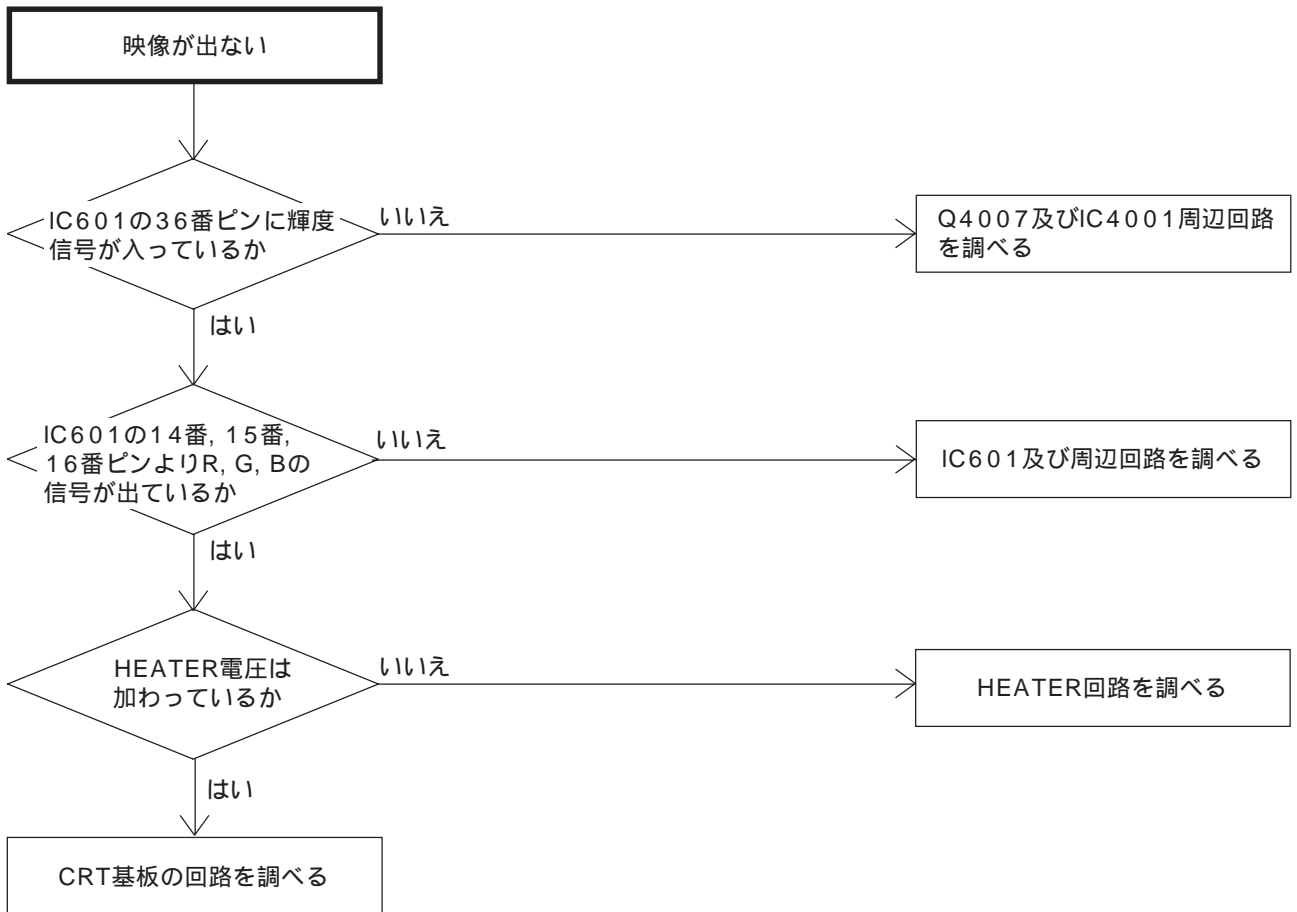 映像が出ない
IC601の36番ピンに輝度
信号が入っているか
いいえ
Q4007及びIC4001周辺回路
を調べる
はい
IC601の14番, 15番,
16番ピンよりR, G, Bの
信号が出ているか
いいえ
IC601及び周辺回路を調べる
はい
HEATER電圧は
加わっているか
いいえ
HEATER回路を調べる
はい
CRT基板の回路を調べる